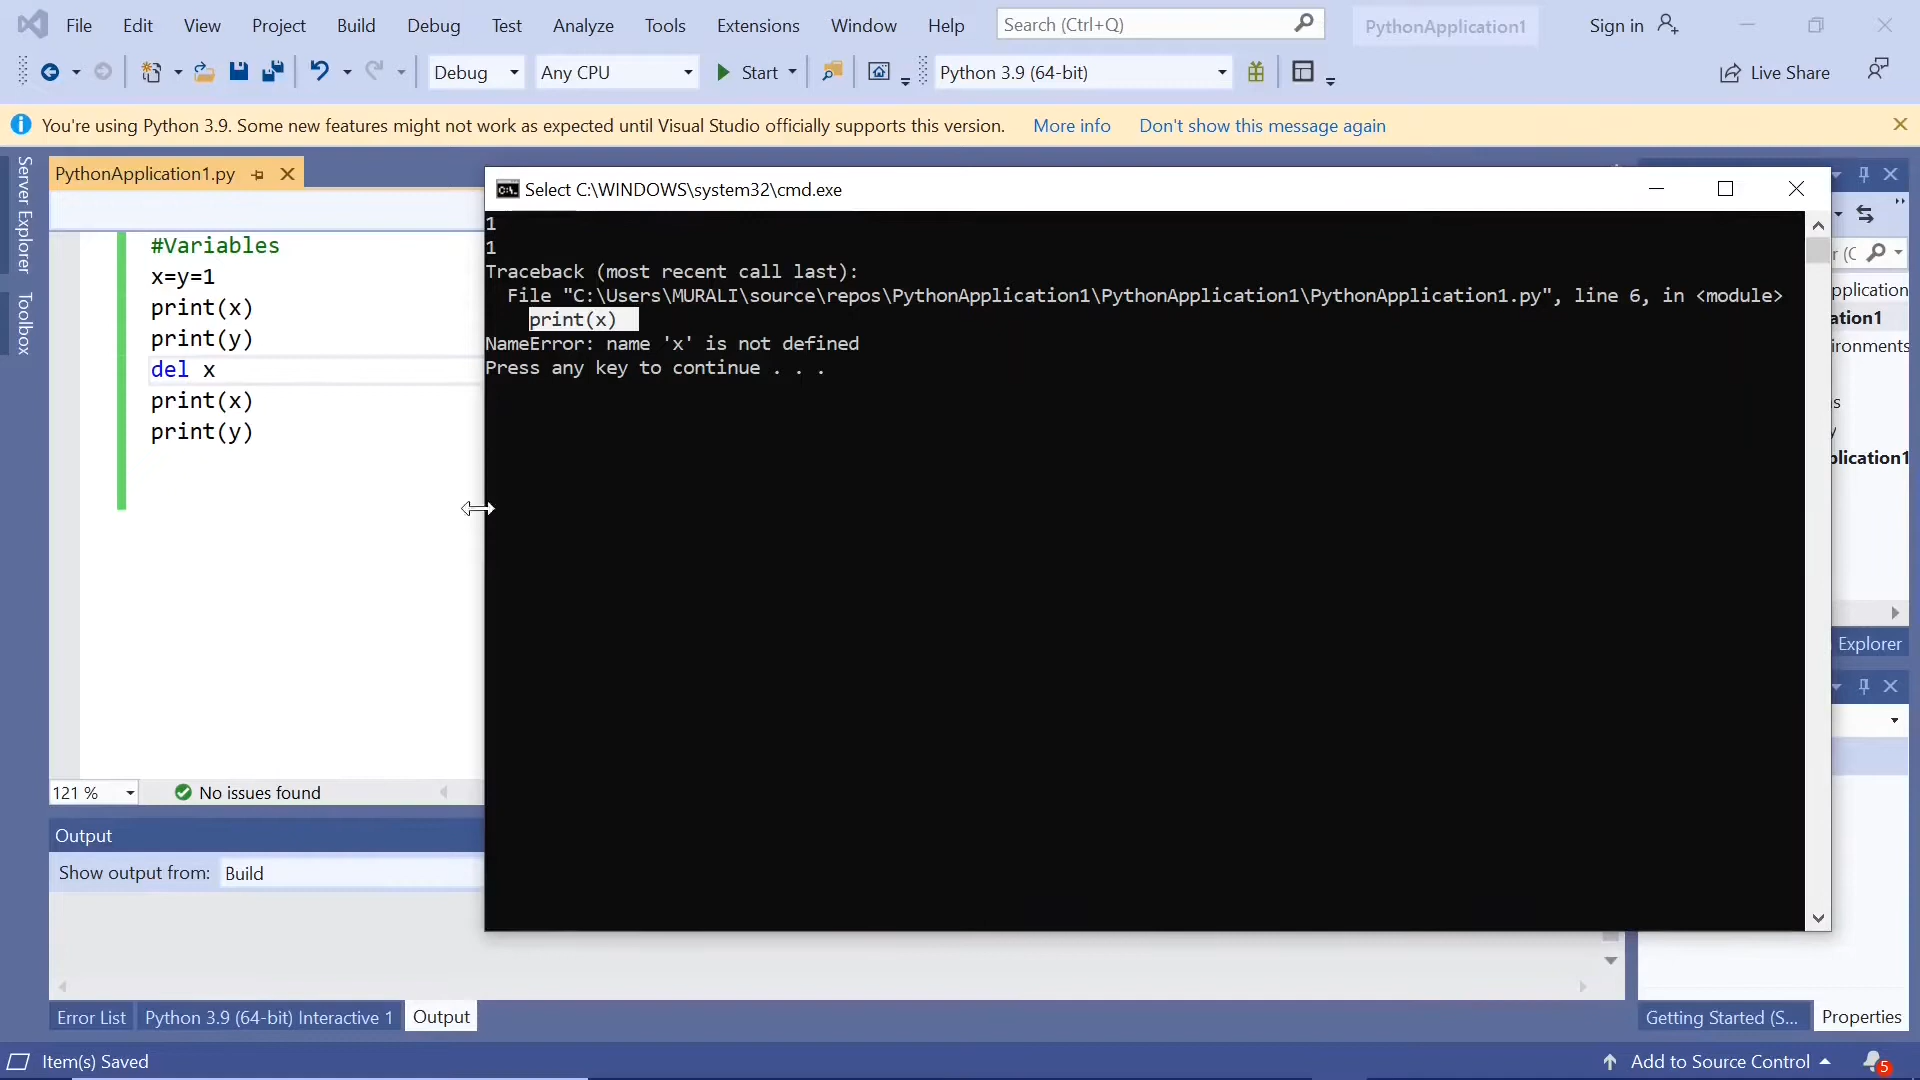 File Edit View Project Build Debug Test Analyze Tools Extensions Window Help Search (Ctrl+Q) PythonApplication1 Sign in
Debug Any CPU Start Python 3.9 (64-bit) Live Share
You're using Python 3.9. Some new features might not work as expected until Visual Studio officially supports this version. More info Don't show this message again
Server Explorer
Toolbox
PythonApplication1.py
#Variables
x=y=1
print(x)
print(y)
del x
print(x)
print(y)
Select C:\WINDOWS\system32\cmd.exe
1
1
Traceback (most recent call last):
File "C:\Users\MURALI\source\repos\PythonApplication1\PythonApplication1\PythonApplication1.py", line 6, in <module>
print(x)
NameError: name 'x' is not defined
Press any key to continue . . .
Explorer
121 % No issues found
Output
Show output from: Build
Error List Python 3.9 (64-bit) Interactive 1 Output
Getting Started (S... Properties
Item(s) Saved Add to Source Control 5